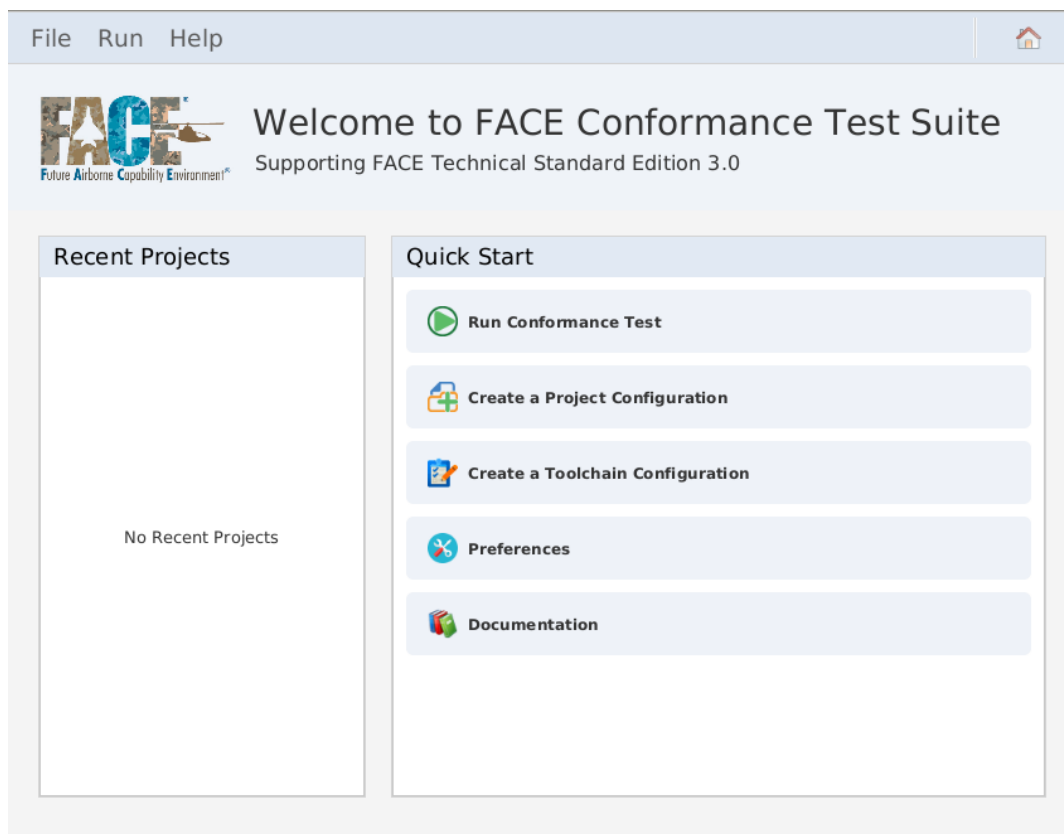 File Run Help
FACE
Future Airborne Capability Environment
Welcome to FACE Conformance Test Suite
Supporting FACE Technical Standard Edition 3.0
Recent Projects
No Recent Projects
Quick Start
Run Conformance Test
Create a Project Configuration
Create a Toolchain Configuration
Preferences
Documentation